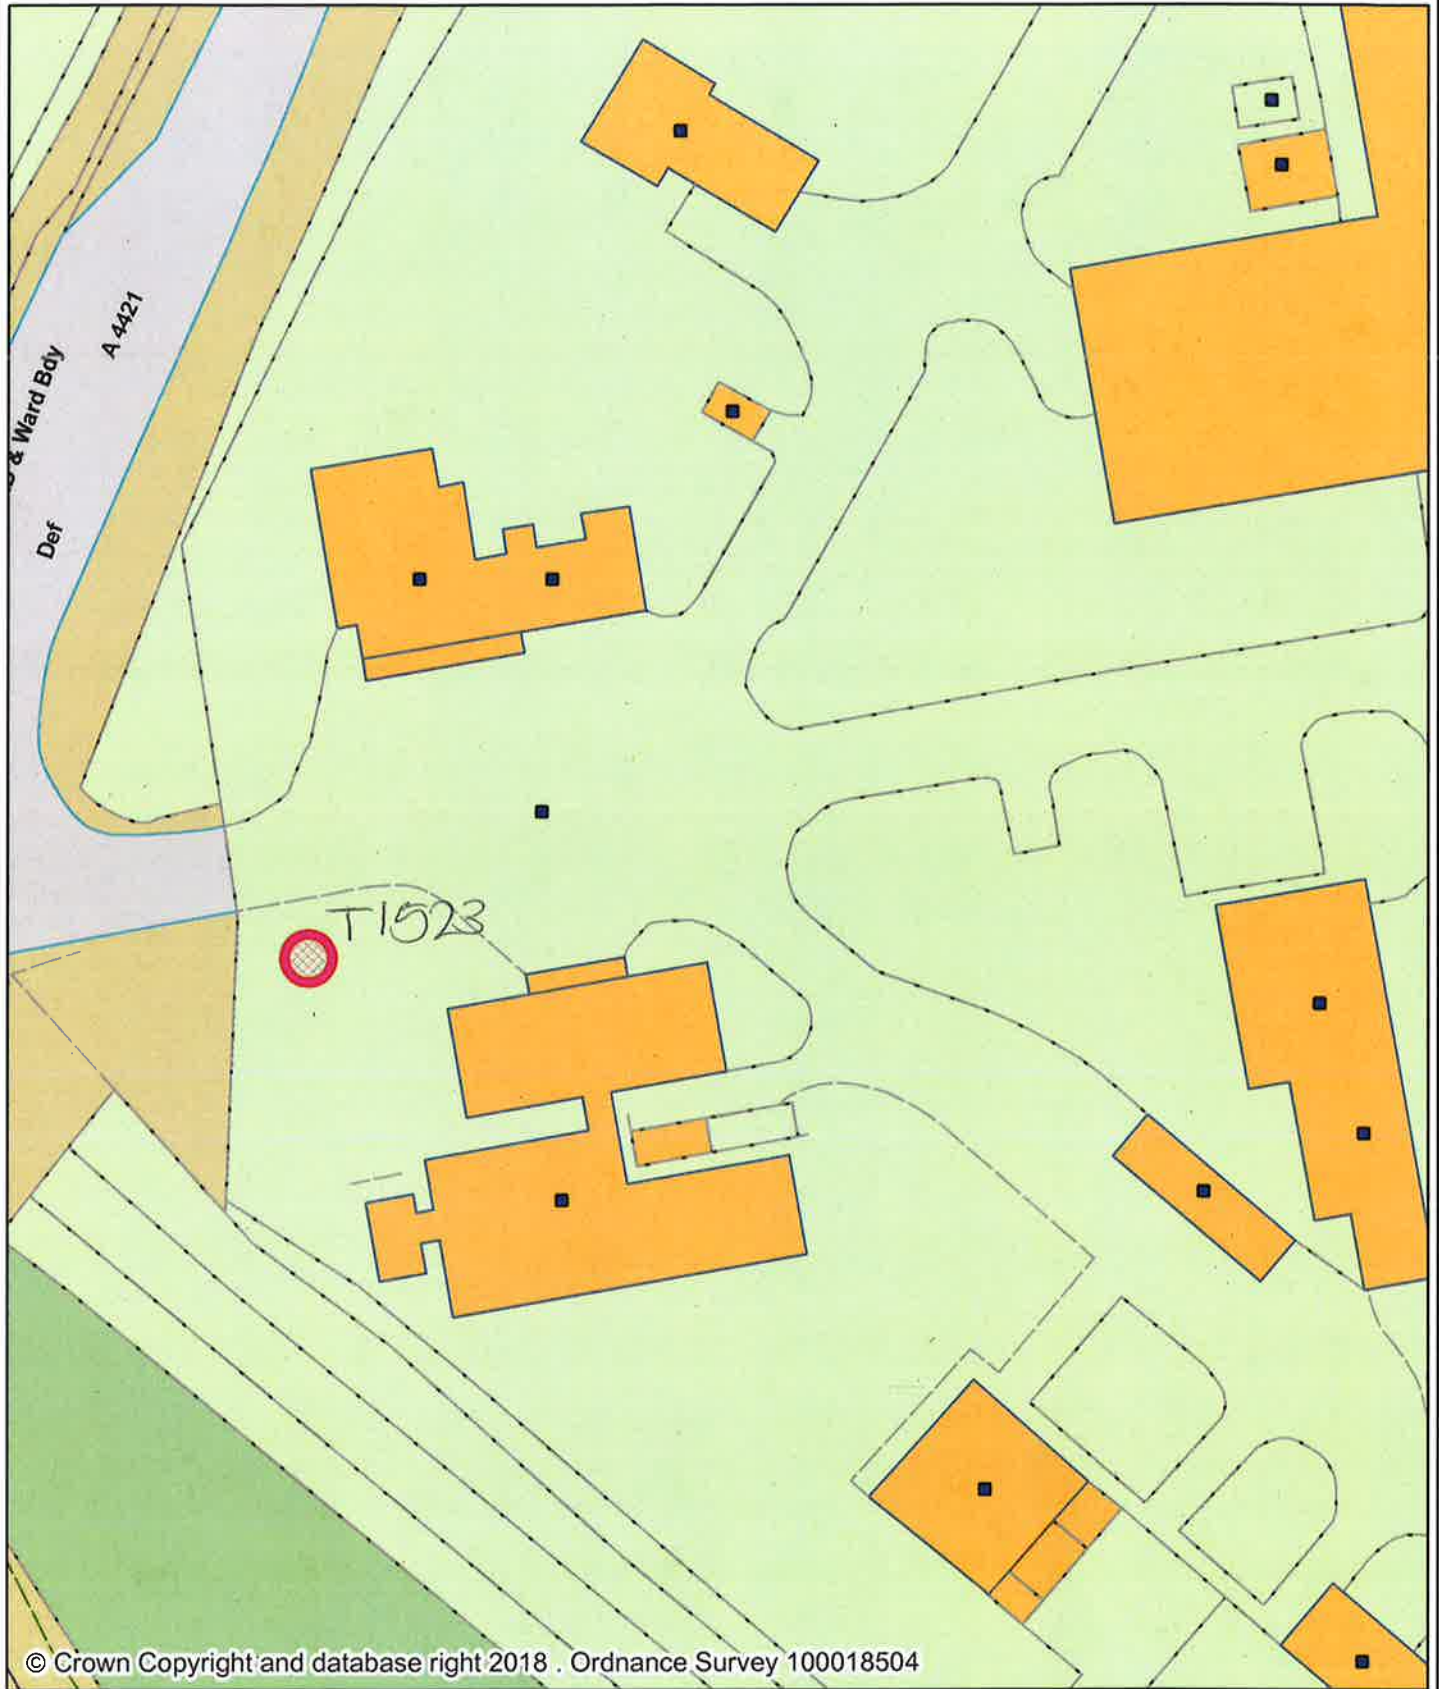 A 4421
& Ward Bdy
Def
T1523
© Crown Copyright and database right 2018 . Ordnance Survey 100018504